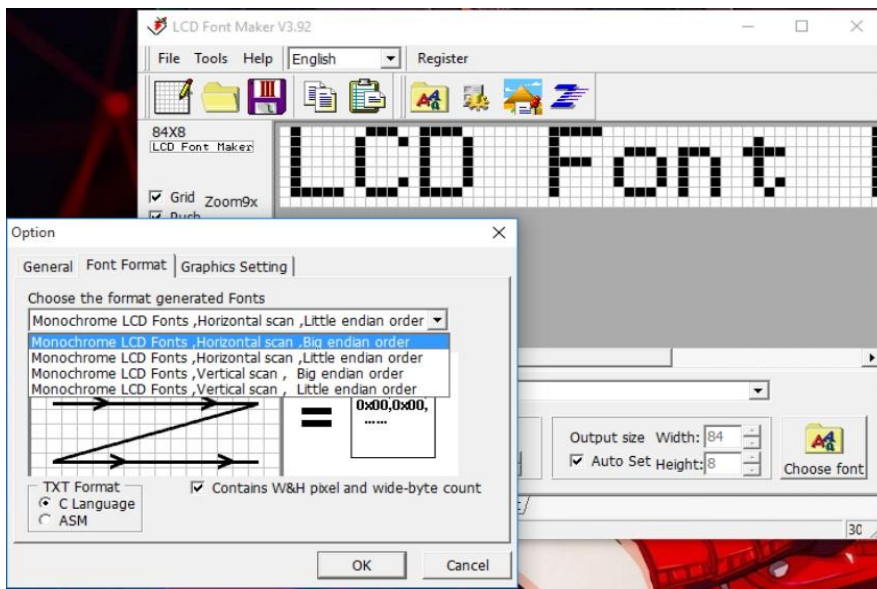 LCD Font Maker V3.92
File Tools Help English Register
84X8
LCD Font Maker
LCD Font
Grid Zoom9x
Push
Option
General Font Format Graphics Setting
Choose the format generated Fonts
Monochrome LCD Fonts ,Horizontal scan ,Little endian order
Monochrome LCD Fonts ,Horizontal scan ,Big endian order
Monochrome LCD Fonts ,Horizontal scan ,Little endian order
Monochrome LCD Fonts ,Vertical scan , Big endian order
Monochrome LCD Fonts ,Vertical scan , Little endian order
0x00,0x00,
......
Output size Width: 84
Auto Set Height: 8
Choose font
TXT Format
C Language
ASM
Contains W&H pixel and wide-byte count
OK Cancel
30